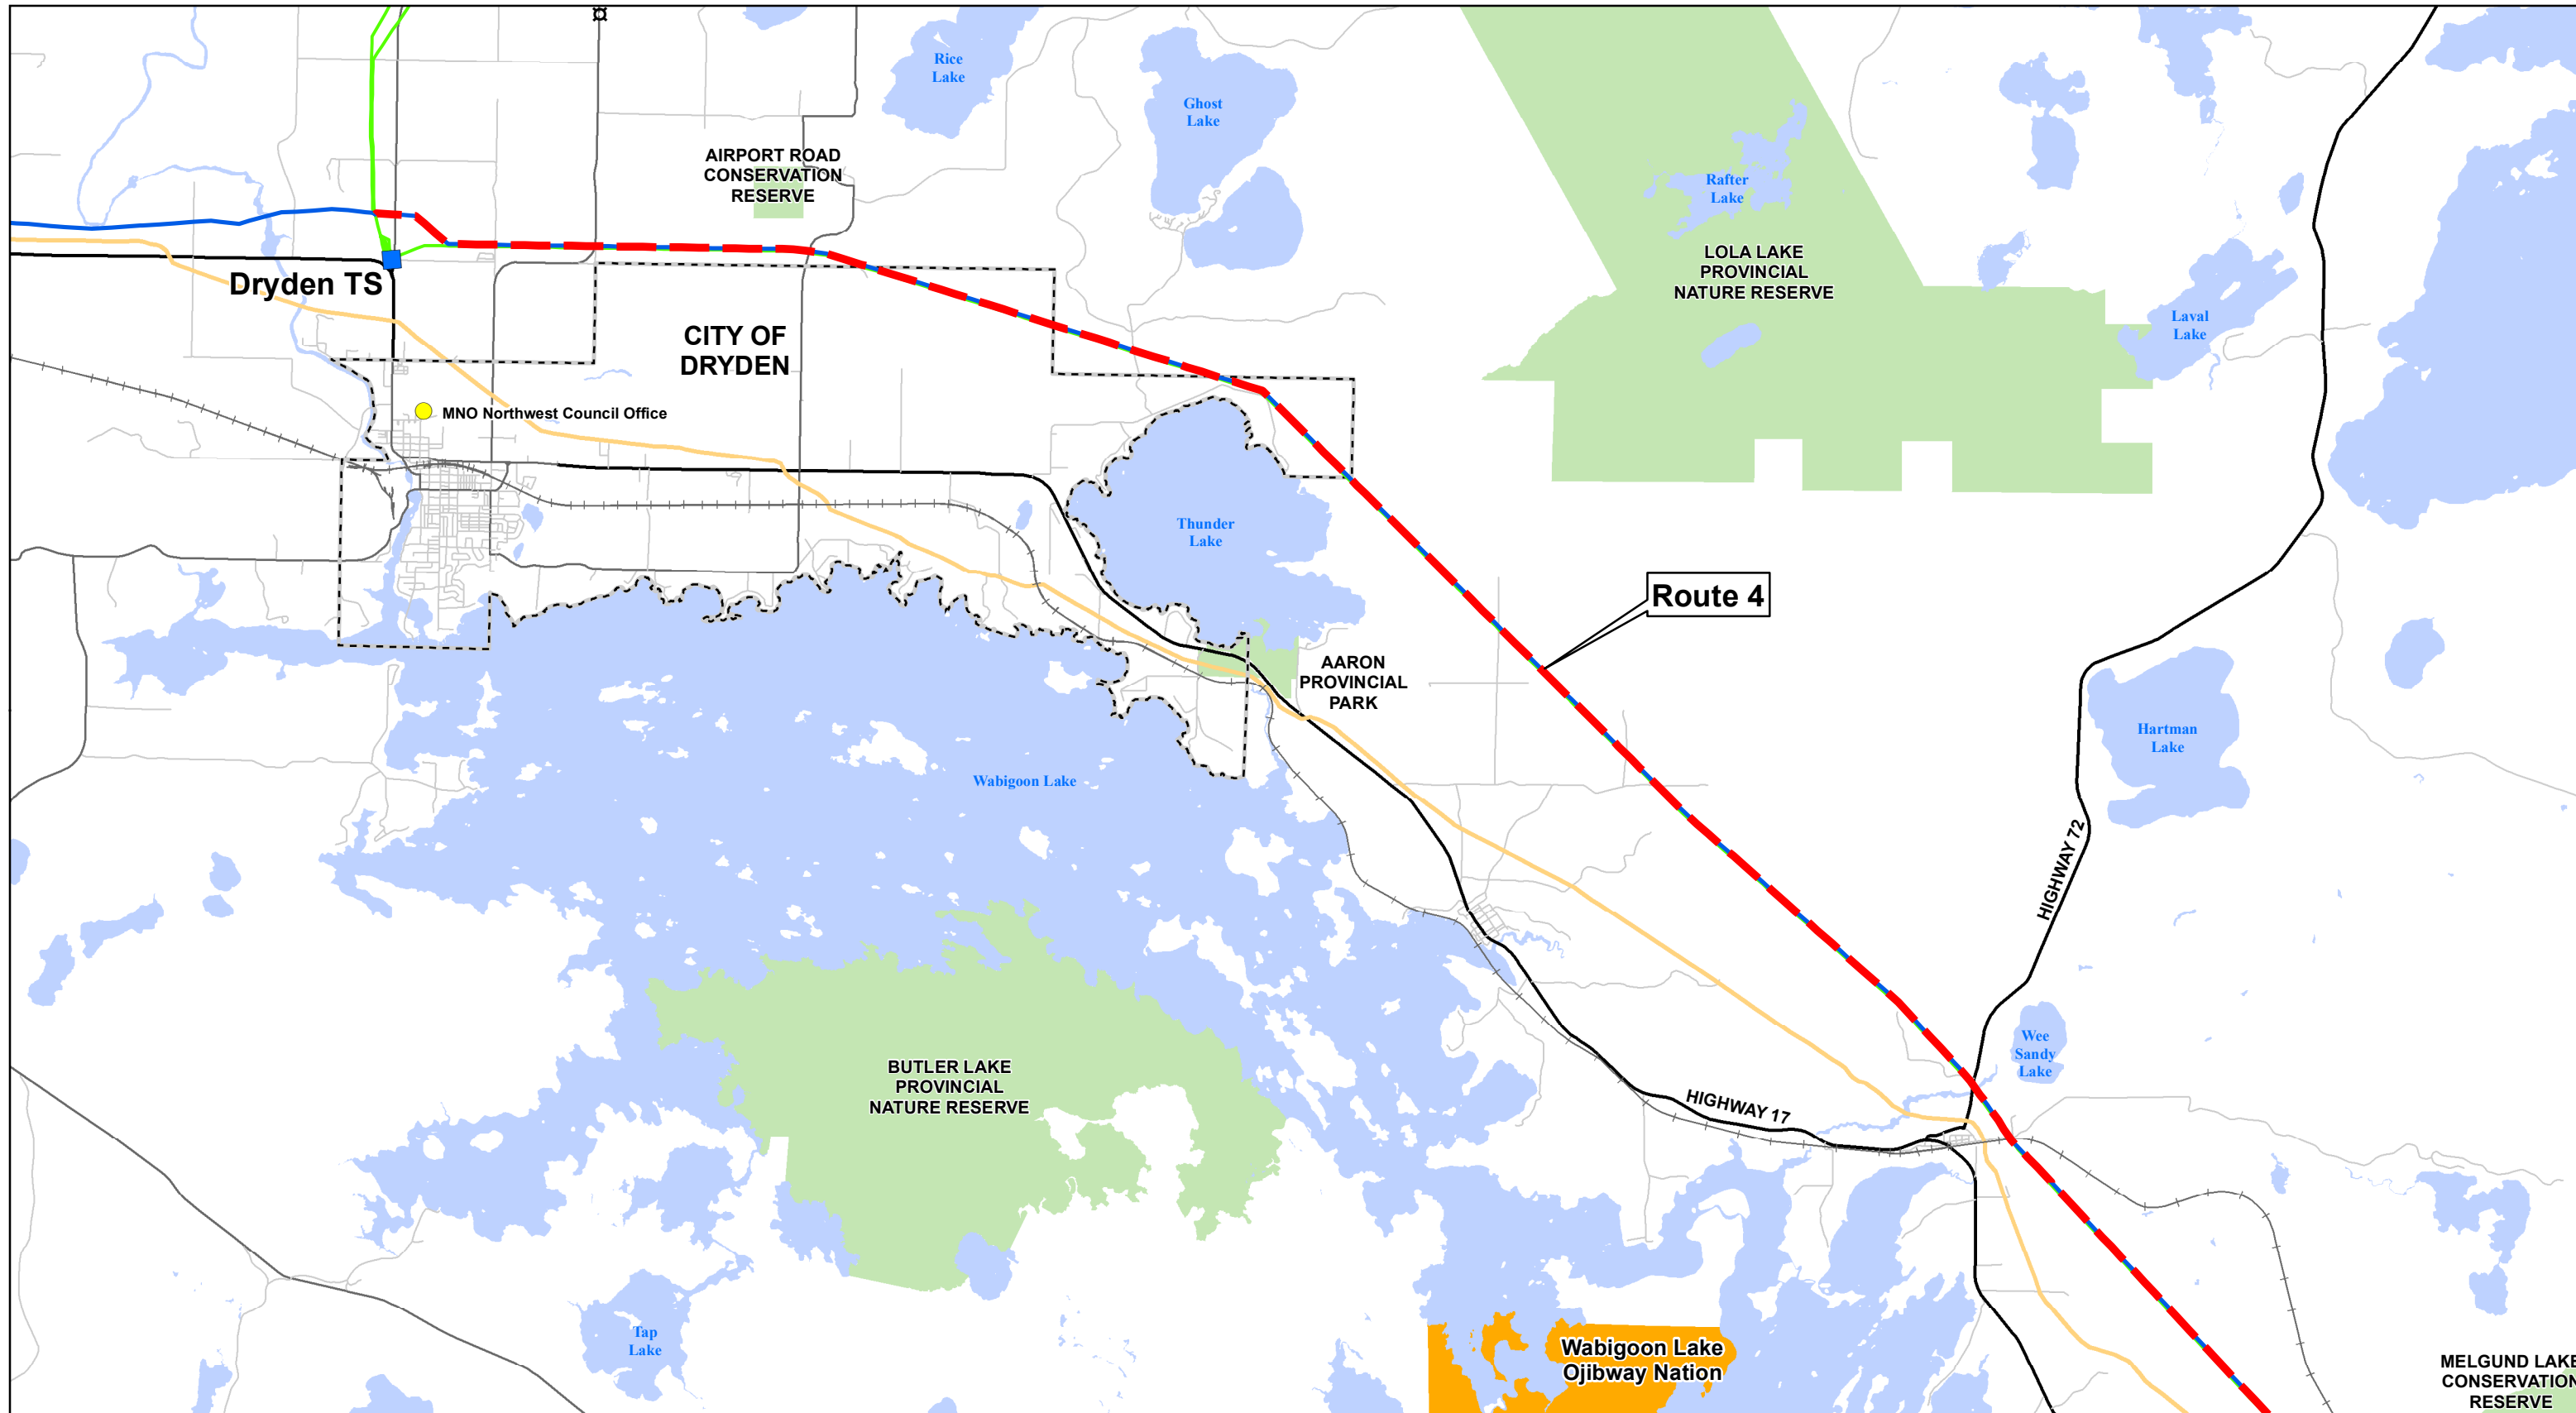 Rice
Lake
Ghost
Lake
AIRPORT ROAD
CONSERVATION
RESERVE
Rafter
Lake
LOLA LAKE
PROVINCIAL
NATURE RESERVE
Dryden TS
Laval
Lake
CITY OF
DRYDEN
MNO Northwest Council Office
Thunder
Lake
Route 4
AARON
PROVINCIAL
PARK
Hartman
Lake
Wabigoon Lake
HIGHWAY 72
Wee
Sandy
Lake
BUTLER LAKE
PROVINCIAL
NATURE RESERVE
HIGHWAY 17
Tap
Lake
Wabigoon Lake
Ojibway Nation
MELGUND LAKE
CONSERVATION
RESERVE